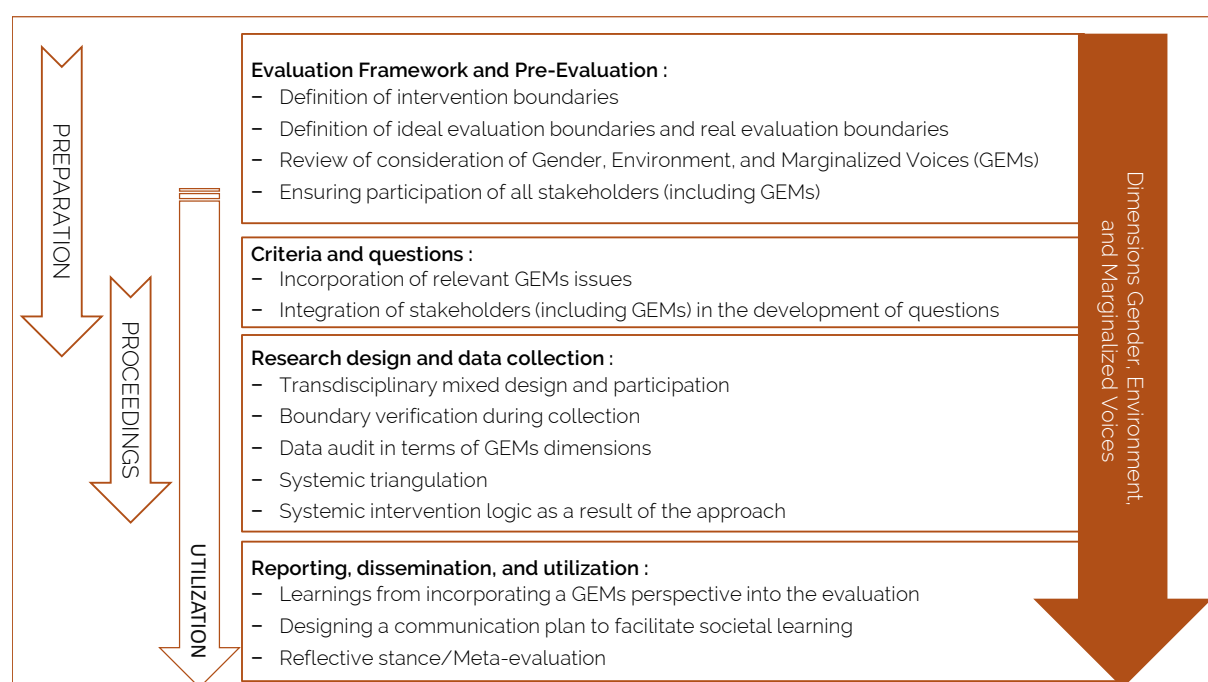 PREPARATION
PROCEEDINGS
UTILIZATION
Evaluation Framework and Pre-Evaluation :
– Definition of intervention boundaries
– Definition of ideal evaluation boundaries and real evaluation boundaries
– Review of consideration of Gender, Environment, and Marginalized Voices (GEMs)
– Ensuring participation of all stakeholders (including GEMs)
Criteria and questions :
– Incorporation of relevant GEMs issues
– Integration of stakeholders (including GEMs) in the development of questions
Research design and data collection :
– Transdisciplinary mixed design and participation
– Boundary verification during collection
– Data audit in terms of GEMs dimensions
– Systemic triangulation
– Systemic intervention logic as a result of the approach
Reporting, dissemination, and utilization :
– Learnings from incorporating a GEMs perspective into the evaluation
– Designing a communication plan to facilitate societal learning
– Reflective stance/Meta-evaluation
Dimensions Gender, Environment,
and Marginalized Voices